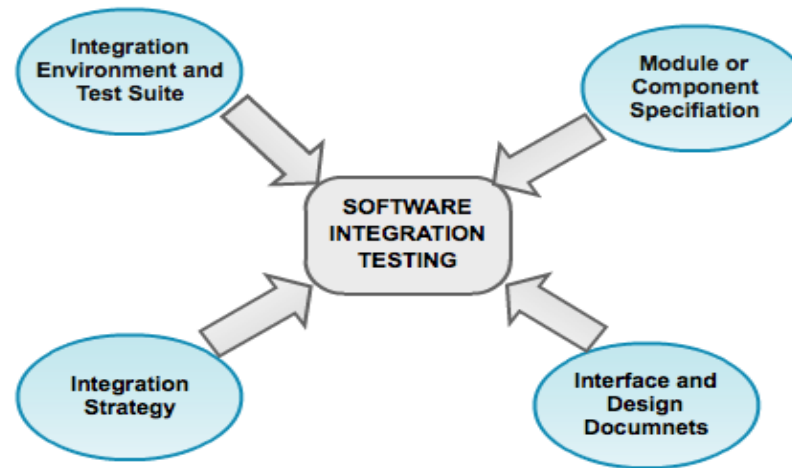 Integration
Environment and
Test Suite
Module or
Component
Specifiation
SOFTWARE
INTEGRATION
TESTING
Integration
Strategy
Interface and
Design
Documnets